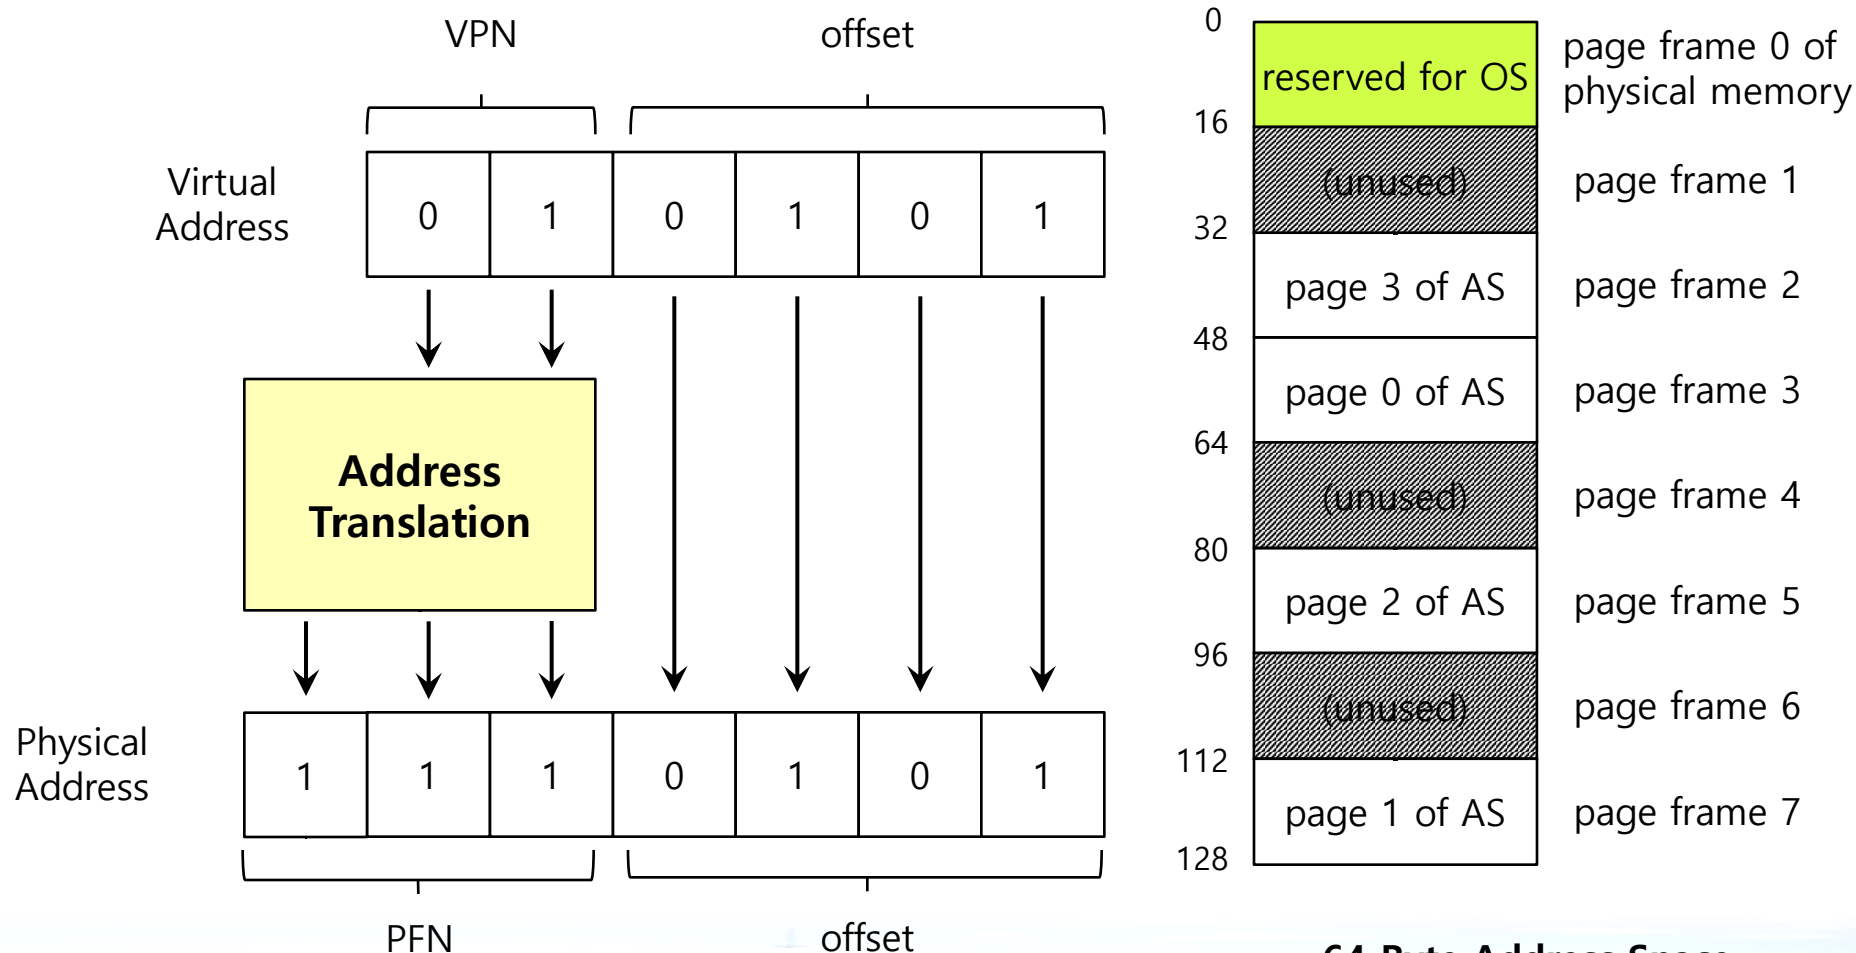 VPN
offset
Virtual
Address
0 1 0 1 0 1
Address
Translation
Physical
Address
1 1 1 0 1 0 1
PFN
offset
0
reserved for OS
page frame 0 of
physical memory
16
(unused)
page frame 1
32
page 3 of AS
page frame 2
48
page 0 of AS
page frame 3
64
(unused)
page frame 4
80
page 2 of AS
page frame 5
96
(unused)
page frame 6
112
page 1 of AS
page frame 7
128
64-Byte Address Space